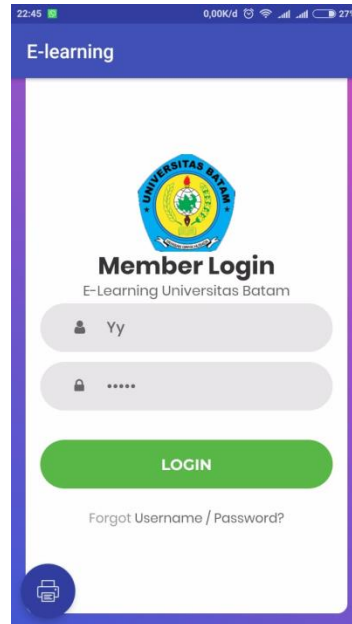 22:45 0,00K/d 27%
E-learning
UNIVERSITAS BATAM
Member Login
E-Learning Universitas Batam
Yy
•••••
LOGIN
Forgot Username / Password?